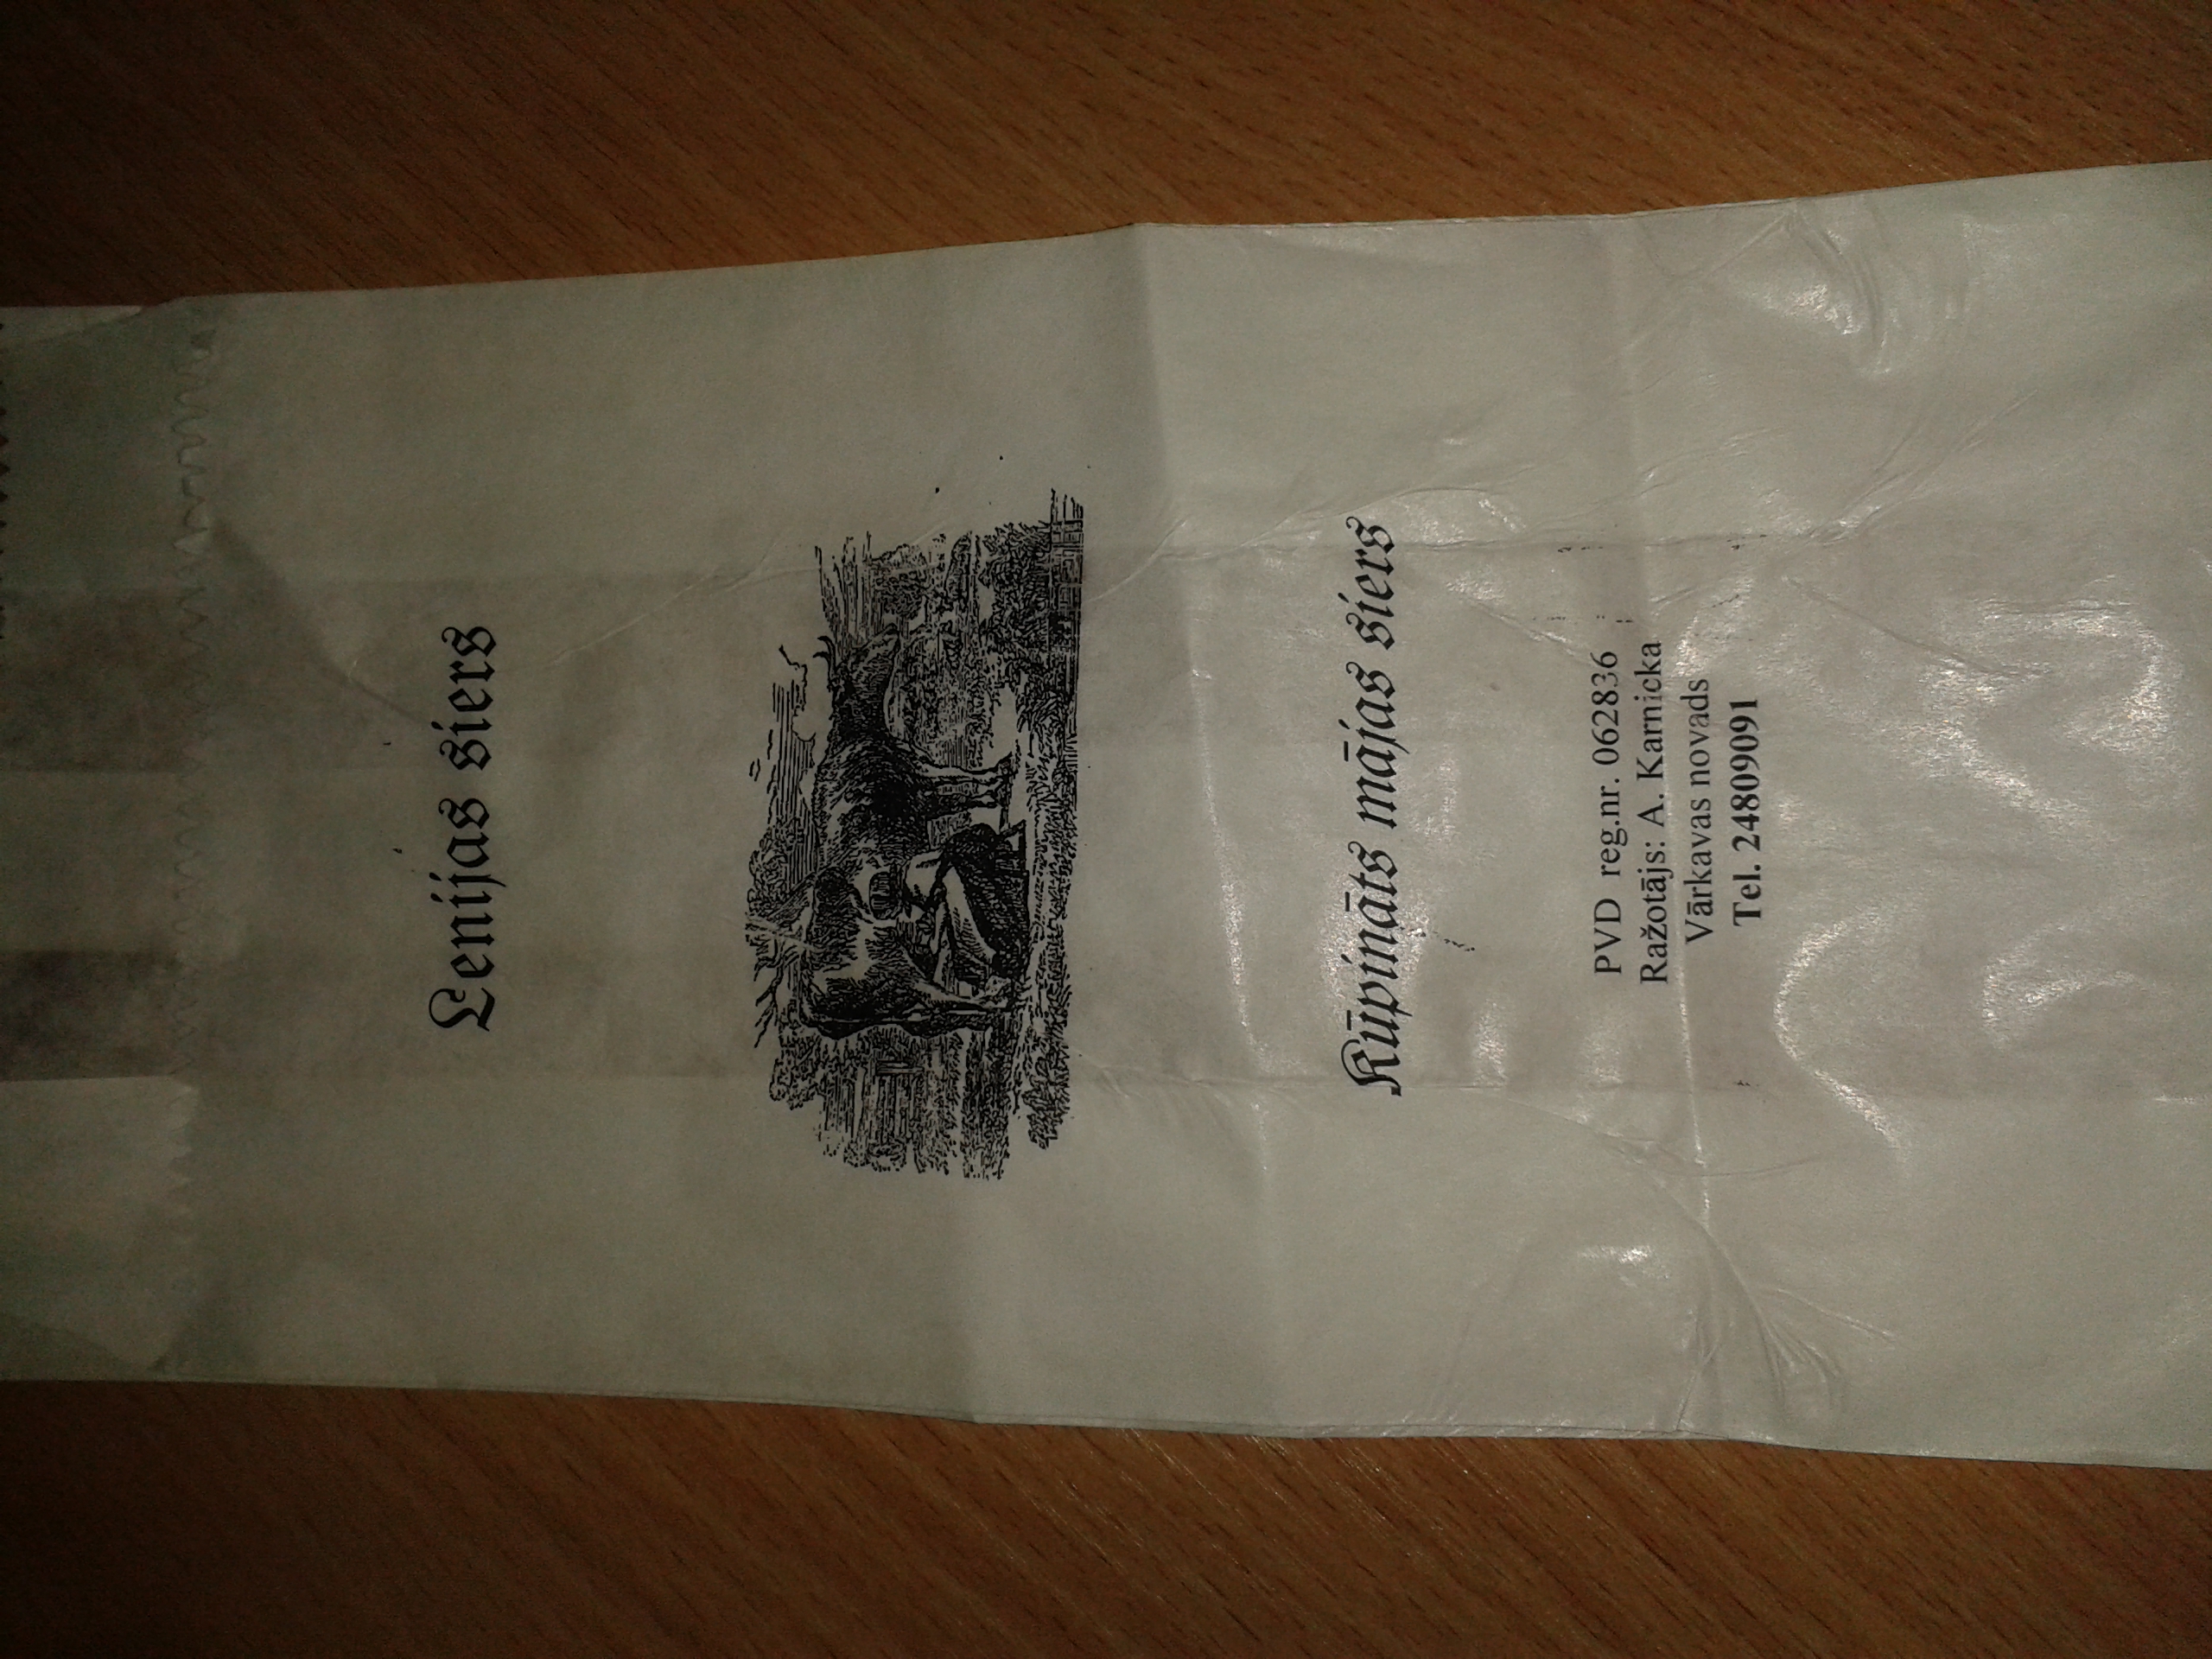 Lenijas siers
Kūpināts mājas siers
PVD reg.nr. 062836
Ražotājs: A. Karnicka
Vārkavas novads
Tel. 24809091